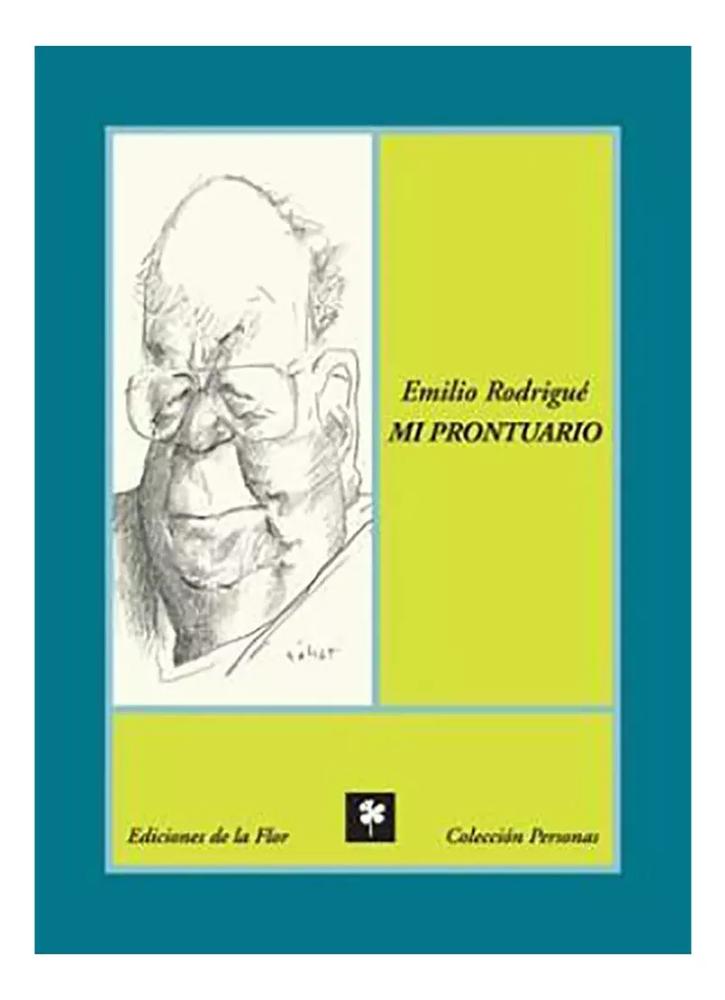 Emilio Rodrigué
MI PRONTUARIO
Ediciones de la Flor
Colección Personas